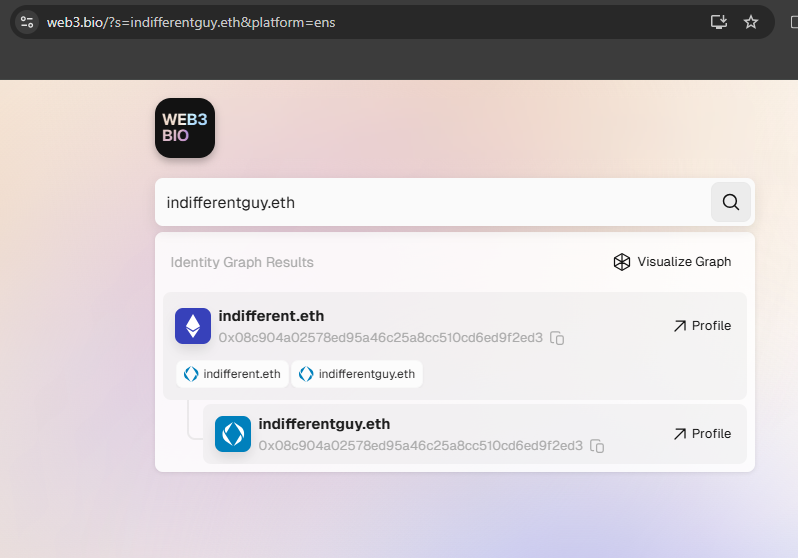 web3.bio/?s=indifferentguy.eth&platform=ens
WEB3
BIO
indifferentguy.eth
Identity Graph Results
Visualize Graph
indifferent.eth
0x08c904a02578ed95a46c25a8cc510cd6ed9f2ed3
Profile
indifferent.eth
indifferentguy.eth
indifferentguy.eth
0x08c904a02578ed95a46c25a8cc510cd6ed9f2ed3
Profile